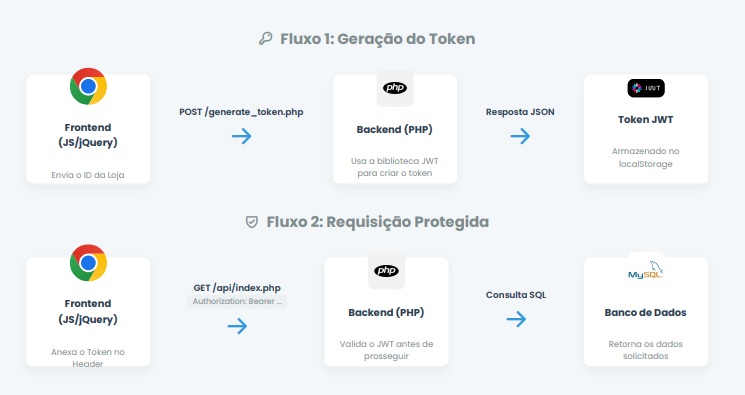 Fluxo 1: Geração do Token
Frontend
(JS/jQuery)
Envia o ID da Loja
POST /generate_token.php
php
Backend (PHP)
Usa a biblioteca JWT
para criar o token
Resposta JSON
JWT
Token JWT
Armazenado no
localStorage
Fluxo 2: Requisição Protegida
Frontend
(JS/jQuery)
Anexa o Token no
Header
GET /api/index.php
Authorization: Bearer ...
php
Backend (PHP)
Valida o JWT antes de
prosseguir
Consulta SQL
MySQL
Banco de Dados
Retorna os dados
solicitados